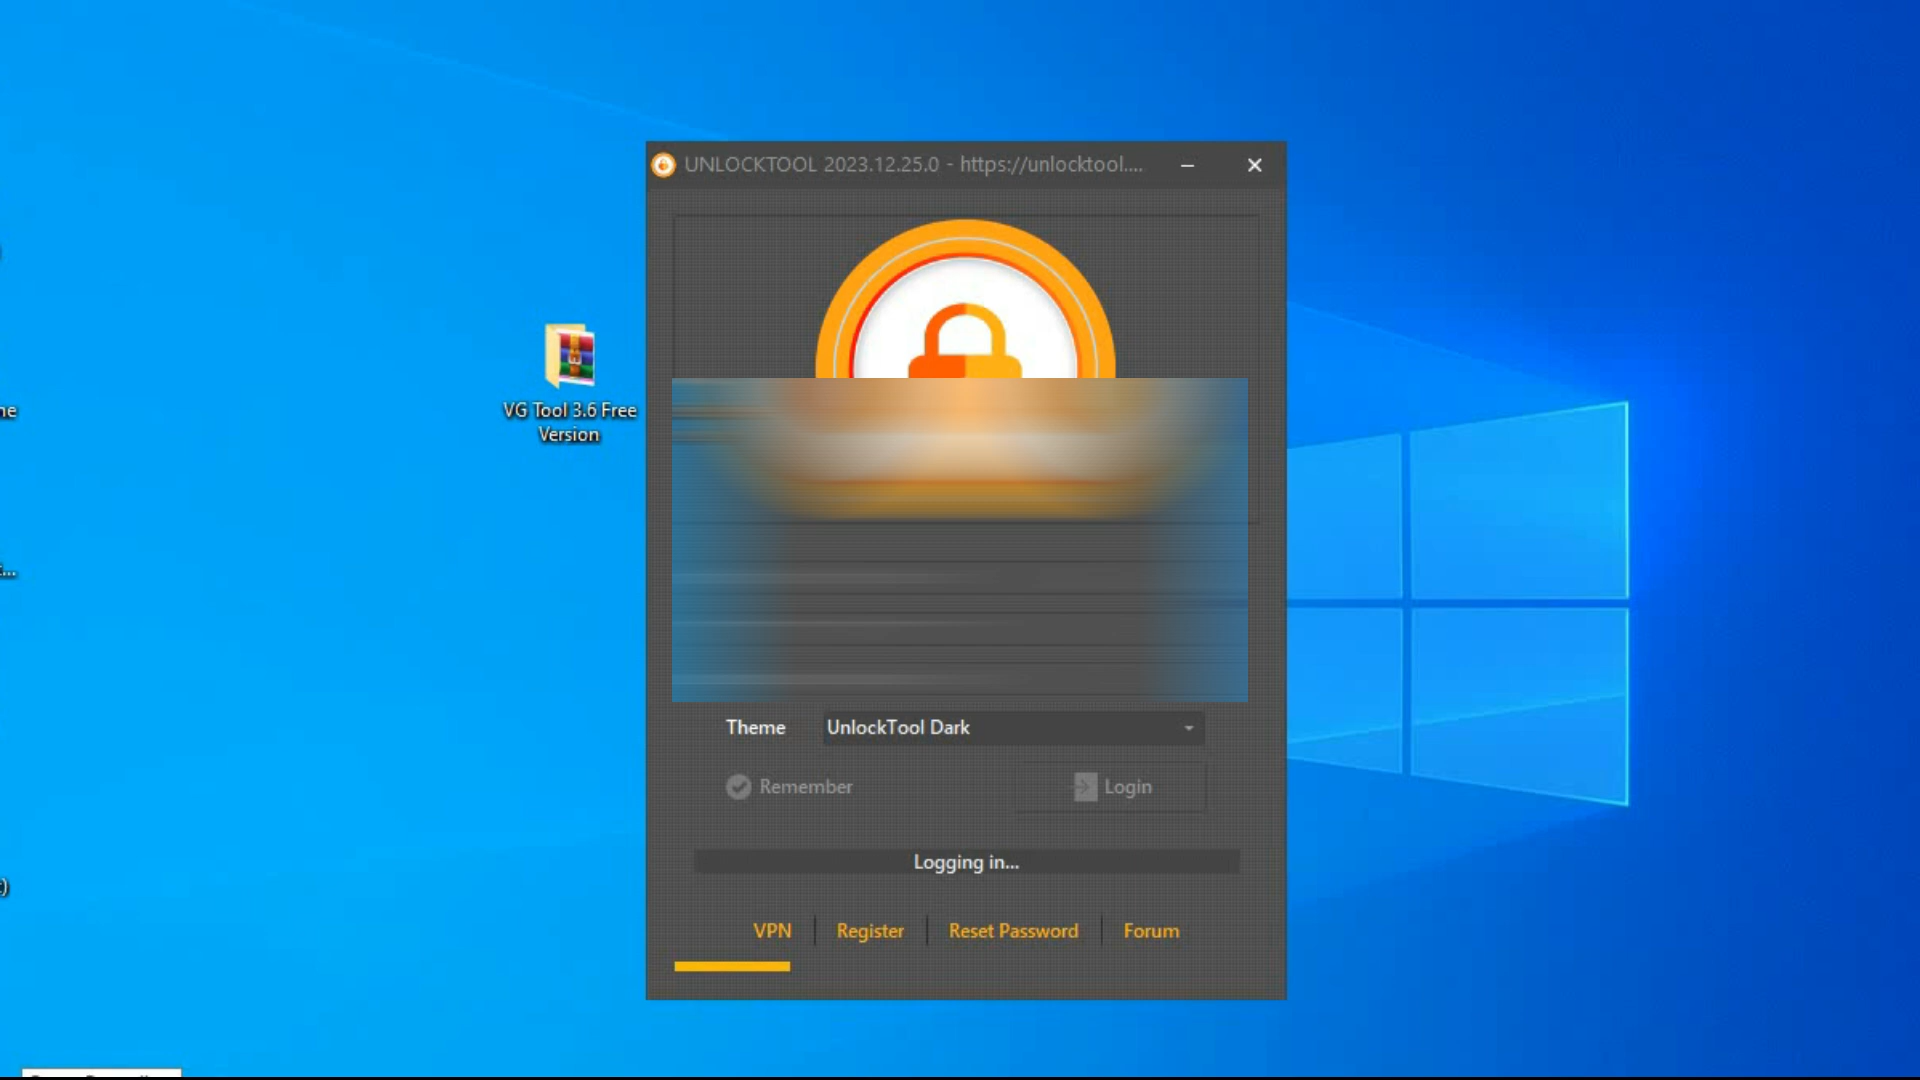 UNLOCKTOOL 2023.12.25.0 - https://unlocktool....
VG Tool 3.6 Free
Version
Theme
UnlockTool Dark
Remember
Login
Logging in...
VPN
Register
Reset Password
Forum